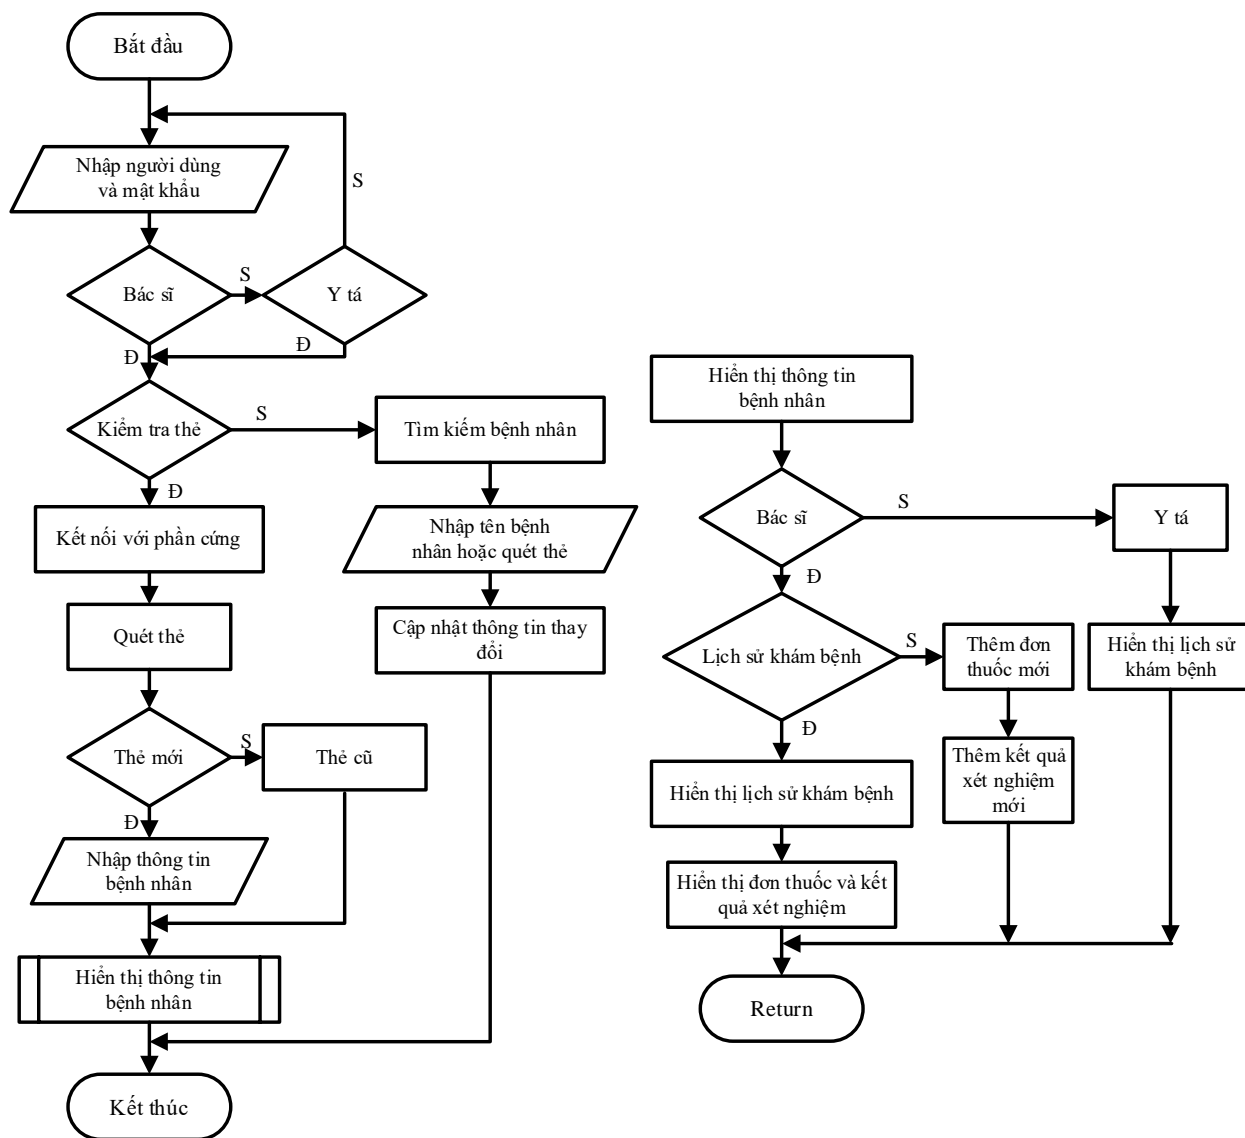 Bắt đầu
Nhập người dùng
và mật khẩu
S
Bác sĩ
S
Y tá
Đ
Đ
Kiểm tra thẻ
S
Tìm kiếm bệnh nhân
Đ
Kết nối với phần cứng
Nhập tên bệnh
nhân hoặc quét thẻ
Quét thẻ
Cập nhật thông tin thay
đổi
Thẻ mới
S
Thẻ cũ
Đ
Nhập thông tin
bệnh nhân
Hiển thị thông tin
bệnh nhân
Kết thúc
Hiển thị thông tin
bệnh nhân
Bác sĩ
S
Y tá
Đ
Lịch sử khám bệnh
S
Thêm đơn
thuốc mới
Hiển thị lịch sử
khám bệnh
Đ
Hiển thị lịch sử khám bệnh
Thêm kết quả
xét nghiệm
mới
Hiển thị đơn thuốc và kết
quả xét nghiệm
Return